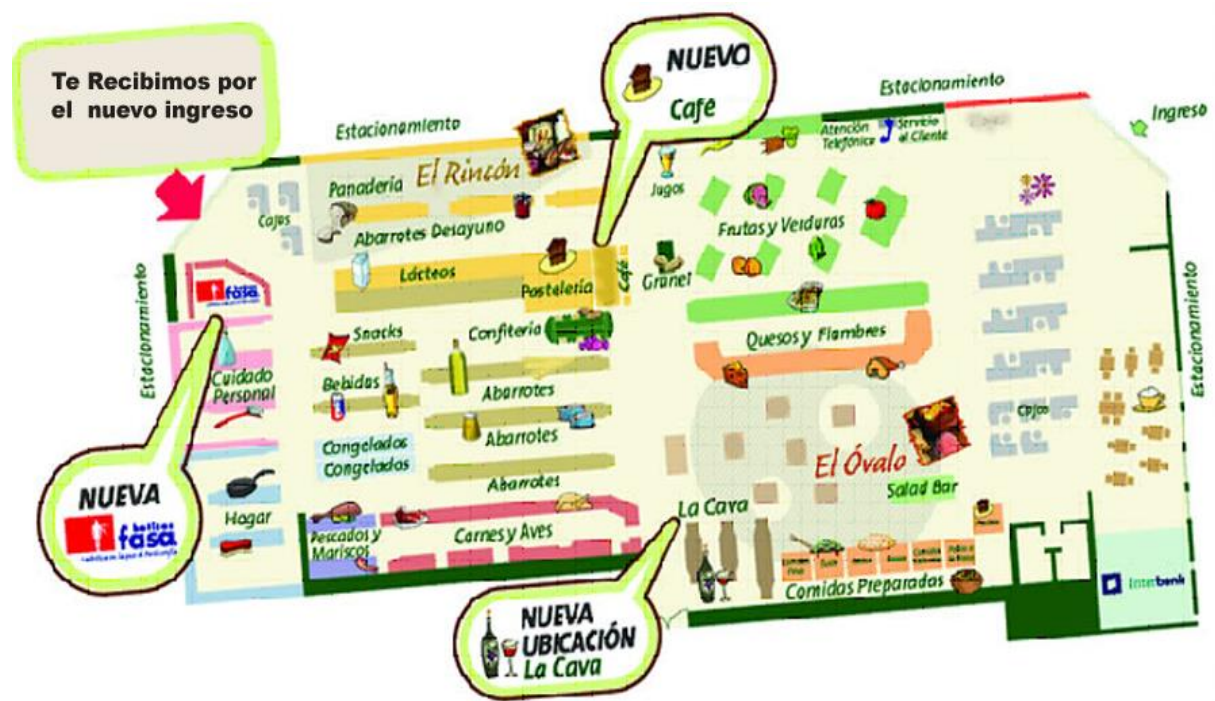 Te Recibimos por
el nuevo ingreso
NUEVO
Café
Estacionamiento
Estacionamiento
Ingreso
Atención
Telefónica
Servicio
al Cliente
El Rincón
Panadería
Cajas
Abarrotes Desayuno
Jugos
Frutas y Verduras
Lácteos
Pastelería
Café
Granel
Estacionamiento
fasa.
Snacks
Confitería
Quesos y Fiambres
Estacionamiento
Cuidado
Personal
Bebidas
Abarrotes
Cajas
Congelados
Congelados
Abarrotes
El Óvalo
Abarrotes
Salad Bar
NUEVA
boticas
fasa.
Hogar
La Cava
Pescados y
Mariscos
Carnes y Aves
Comidas Preparadas
Interbank
NUEVA
UBICACIÓN
La Cava